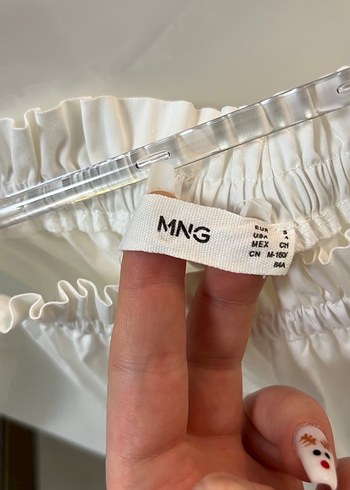 MNG
EUR S
USA S
MEX CH
CN M-160/
84A